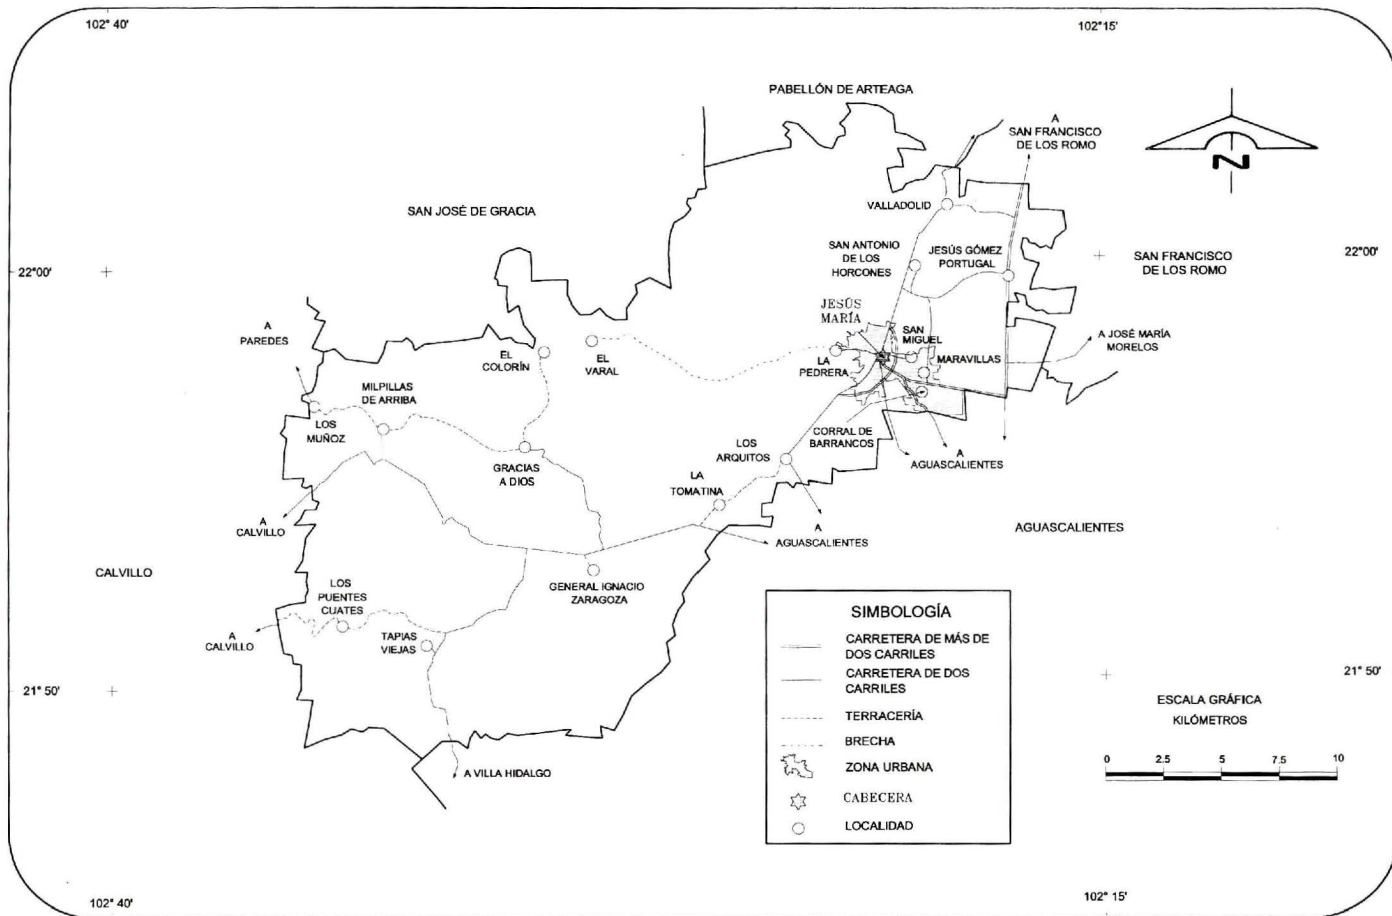 102° 40'
102° 15'
PABELLÓN DE ARTEAGA
A
SAN FRANCISCO
DE LOS ROMO
N
SAN JOSÉ DE GRACIA
VALLADOLID
SAN ANTONIO
DE LOS
HORCONES
JESÚS GÓMEZ
PORTUGAL
SAN FRANCISCO
DE LOS ROMO
22°00'
22° 00'
JESÚS
MARÍA
A
PAREDES
SAN
MIGUEL
A JOSÉ MARÍA
MORELOS
EL
COLORÍN
EL
VARAL
LA
PEDRERA
MARAVILLAS
MILPILLAS
DE ARRIBA
LOS
MUÑOZ
CORRAL DE
BARRANCOS
LOS
ARQUITOS
A
AGUASCALIENTES
GRACIAS
A DIOS
LA
TOMATINA
A
CALVILLO
A
AGUASCALIENTES
AGUASCALIENTES
CALVILLO
LOS
PUENTES
CUATES
GENERAL IGNACIO
ZARAGOZA
A
CALVILLO
TAPIAS
VIEJAS
21° 50'
21° 50'
A VILLA HIDALGO
SIMBOLOGÍA
CARRETERA DE MÁS DE
DOS CARRILES
CARRETERA DE DOS
CARRILES
TERRACERÍA
BRECHA
ZONA URBANA
CABECERA
LOCALIDAD
ESCALA GRÁFICA
KILÓMETROS
0 2.5 5 7.5 10
102° 40'
102° 15'